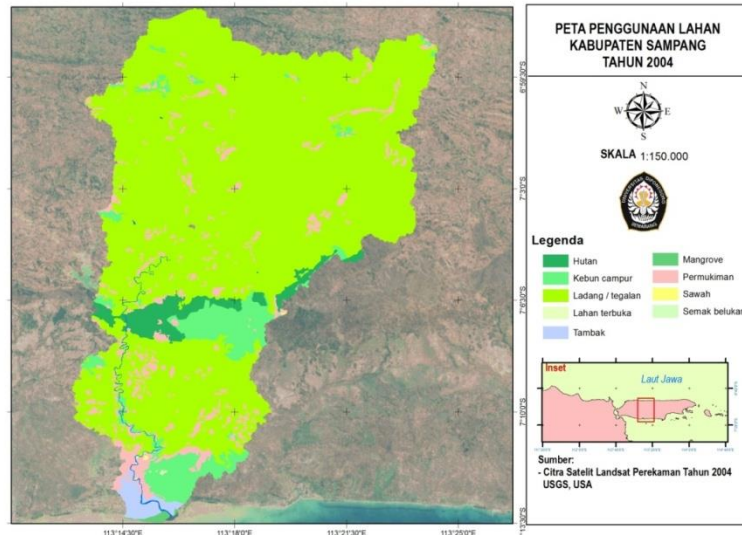 PETA PENGGUNAAN LAHAN
KABUPATEN SAMPANG
TAHUN 2004
N
W E
S
SKALA 1:150.000
Legenda
Hutan
Kebun campur
Ladang / tegalan
Lahan terbuka
Tambak
Mangrove
Permukiman
Sawah
Semak belukar
Inset
Laut Jawa
Sumber:
- Citra Satelit Landsat Perekaman Tahun 2004
USGS, USA
6°59'30"S
7°3'0"S
7°6'30"S
7°10'0"S
7°13'30"S
113°14'30"E
113°18'0"E
113°21'30"E
113°25'0"E